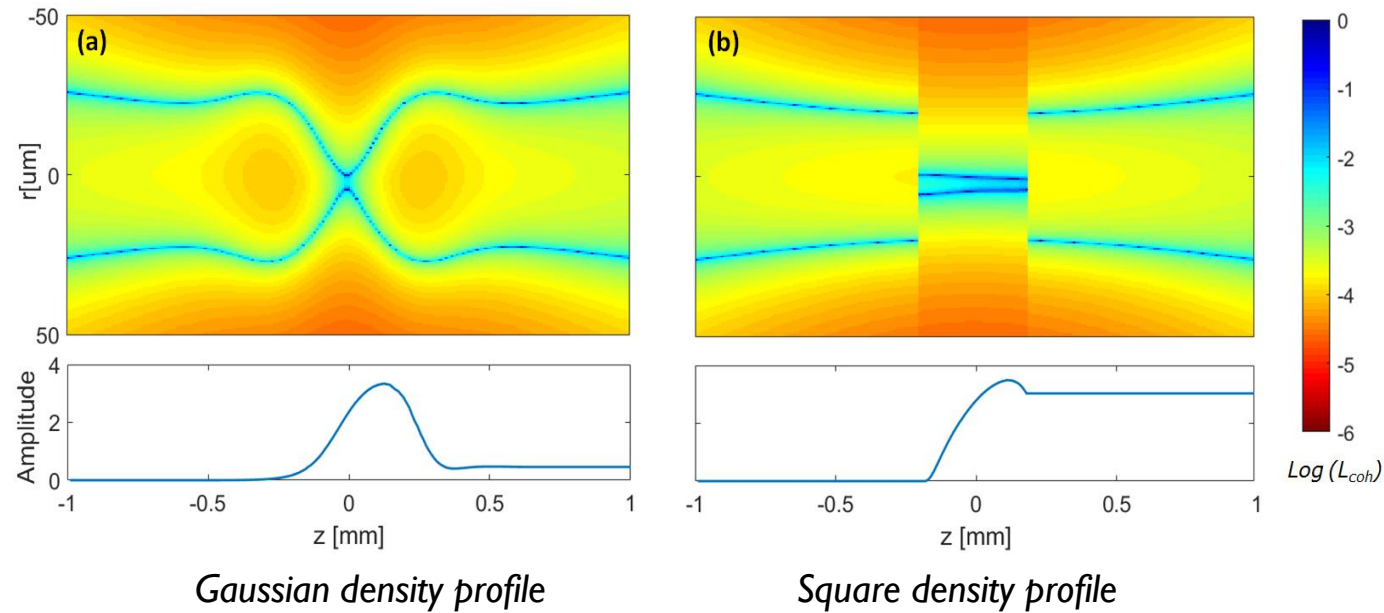 (a)
-50
0
50
r[um]
(b)
0
-1
-2
-3
-4
-5
-6
Log (Lcoh)
4
2
0
Amplitude
-1 -0.5 0 0.5 1
z [mm]
-1 -0.5 0 0.5 1
z [mm]
Gaussian density profile
Square density profile